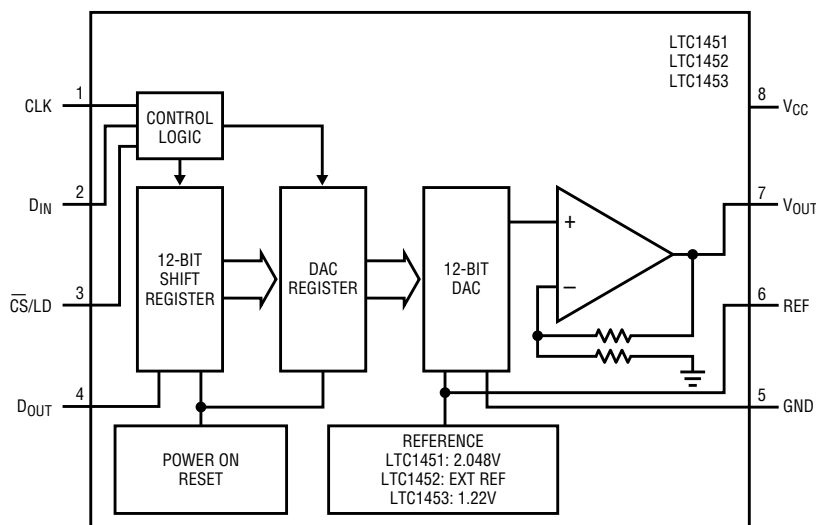 LTC1451
LTC1452
LTC1453
1
CLK
CONTROL
LOGIC
8
VCC
2
DIN
7
VOUT
12-BIT
SHIFT
REGISTER
DAC
REGISTER
12-BIT
DAC
+
−
3
C̅S̅/LD
6
REF
4
DOUT
5
GND
POWER ON
RESET
REFERENCE
LTC1451: 2.048V
LTC1452: EXT REF
LTC1453: 1.22V